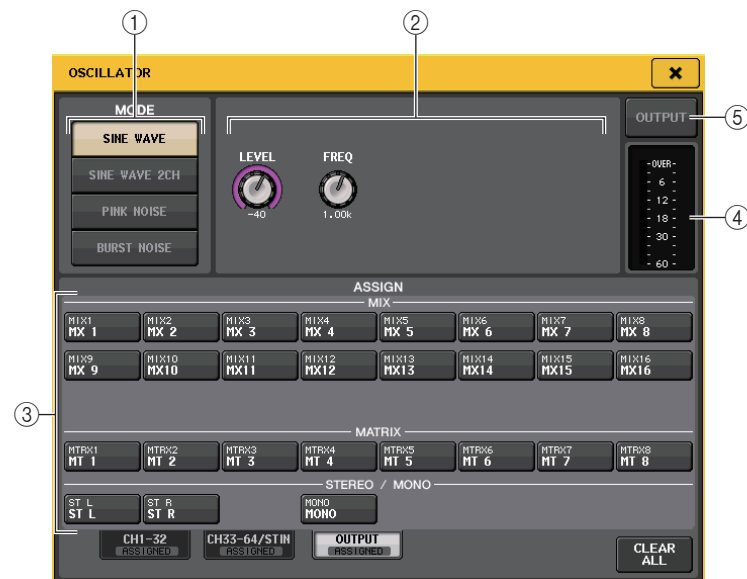 ① ②
OSCILLATOR
MODE
OUTPUT ⑤
SINE WAVE
LEVEL FREQ
SINE WAVE 2CH
-OVER-
- 6 -
- 12 -
PINK NOISE
-40 1.00k
- 18 - ④
- 30 -
BURST NOISE
- 60 -
ASSIGN
MIX
MIX1 MIX2 MIX3 MIX4 MIX5 MIX6 MIX7 MIX8
MX 1 MX 2 MX 3 MX 4 MX 5 MX 6 MX 7 MX 8
MIX9 MIX10 MIX11 MIX12 MIX13 MIX14 MIX15 MIX16
MX 9 MX10 MX11 MX12 MX13 MX14 MX15 MX16
③
MATRIX
MTRX1 MTRX2 MTRX3 MTRX4 MTRX5 MTRX6 MTRX7 MTRX8
MT 1 MT 2 MT 3 MT 4 MT 5 MT 6 MT 7 MT 8
STEREO / MONO
ST L ST R MONO
ST L ST R MONO
CH1-32 CH33-64/STIN OUTPUT
ASSIGNED ASSIGNED ASSIGNED
CLEAR
ALL